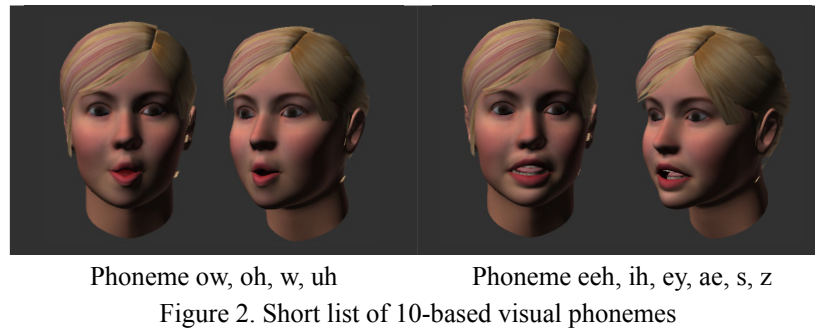 Phoneme ow, oh, w, uh
Phoneme eeh, ih, ey, ae, s, z
Figure 2. Short list of 10-based visual phonemes